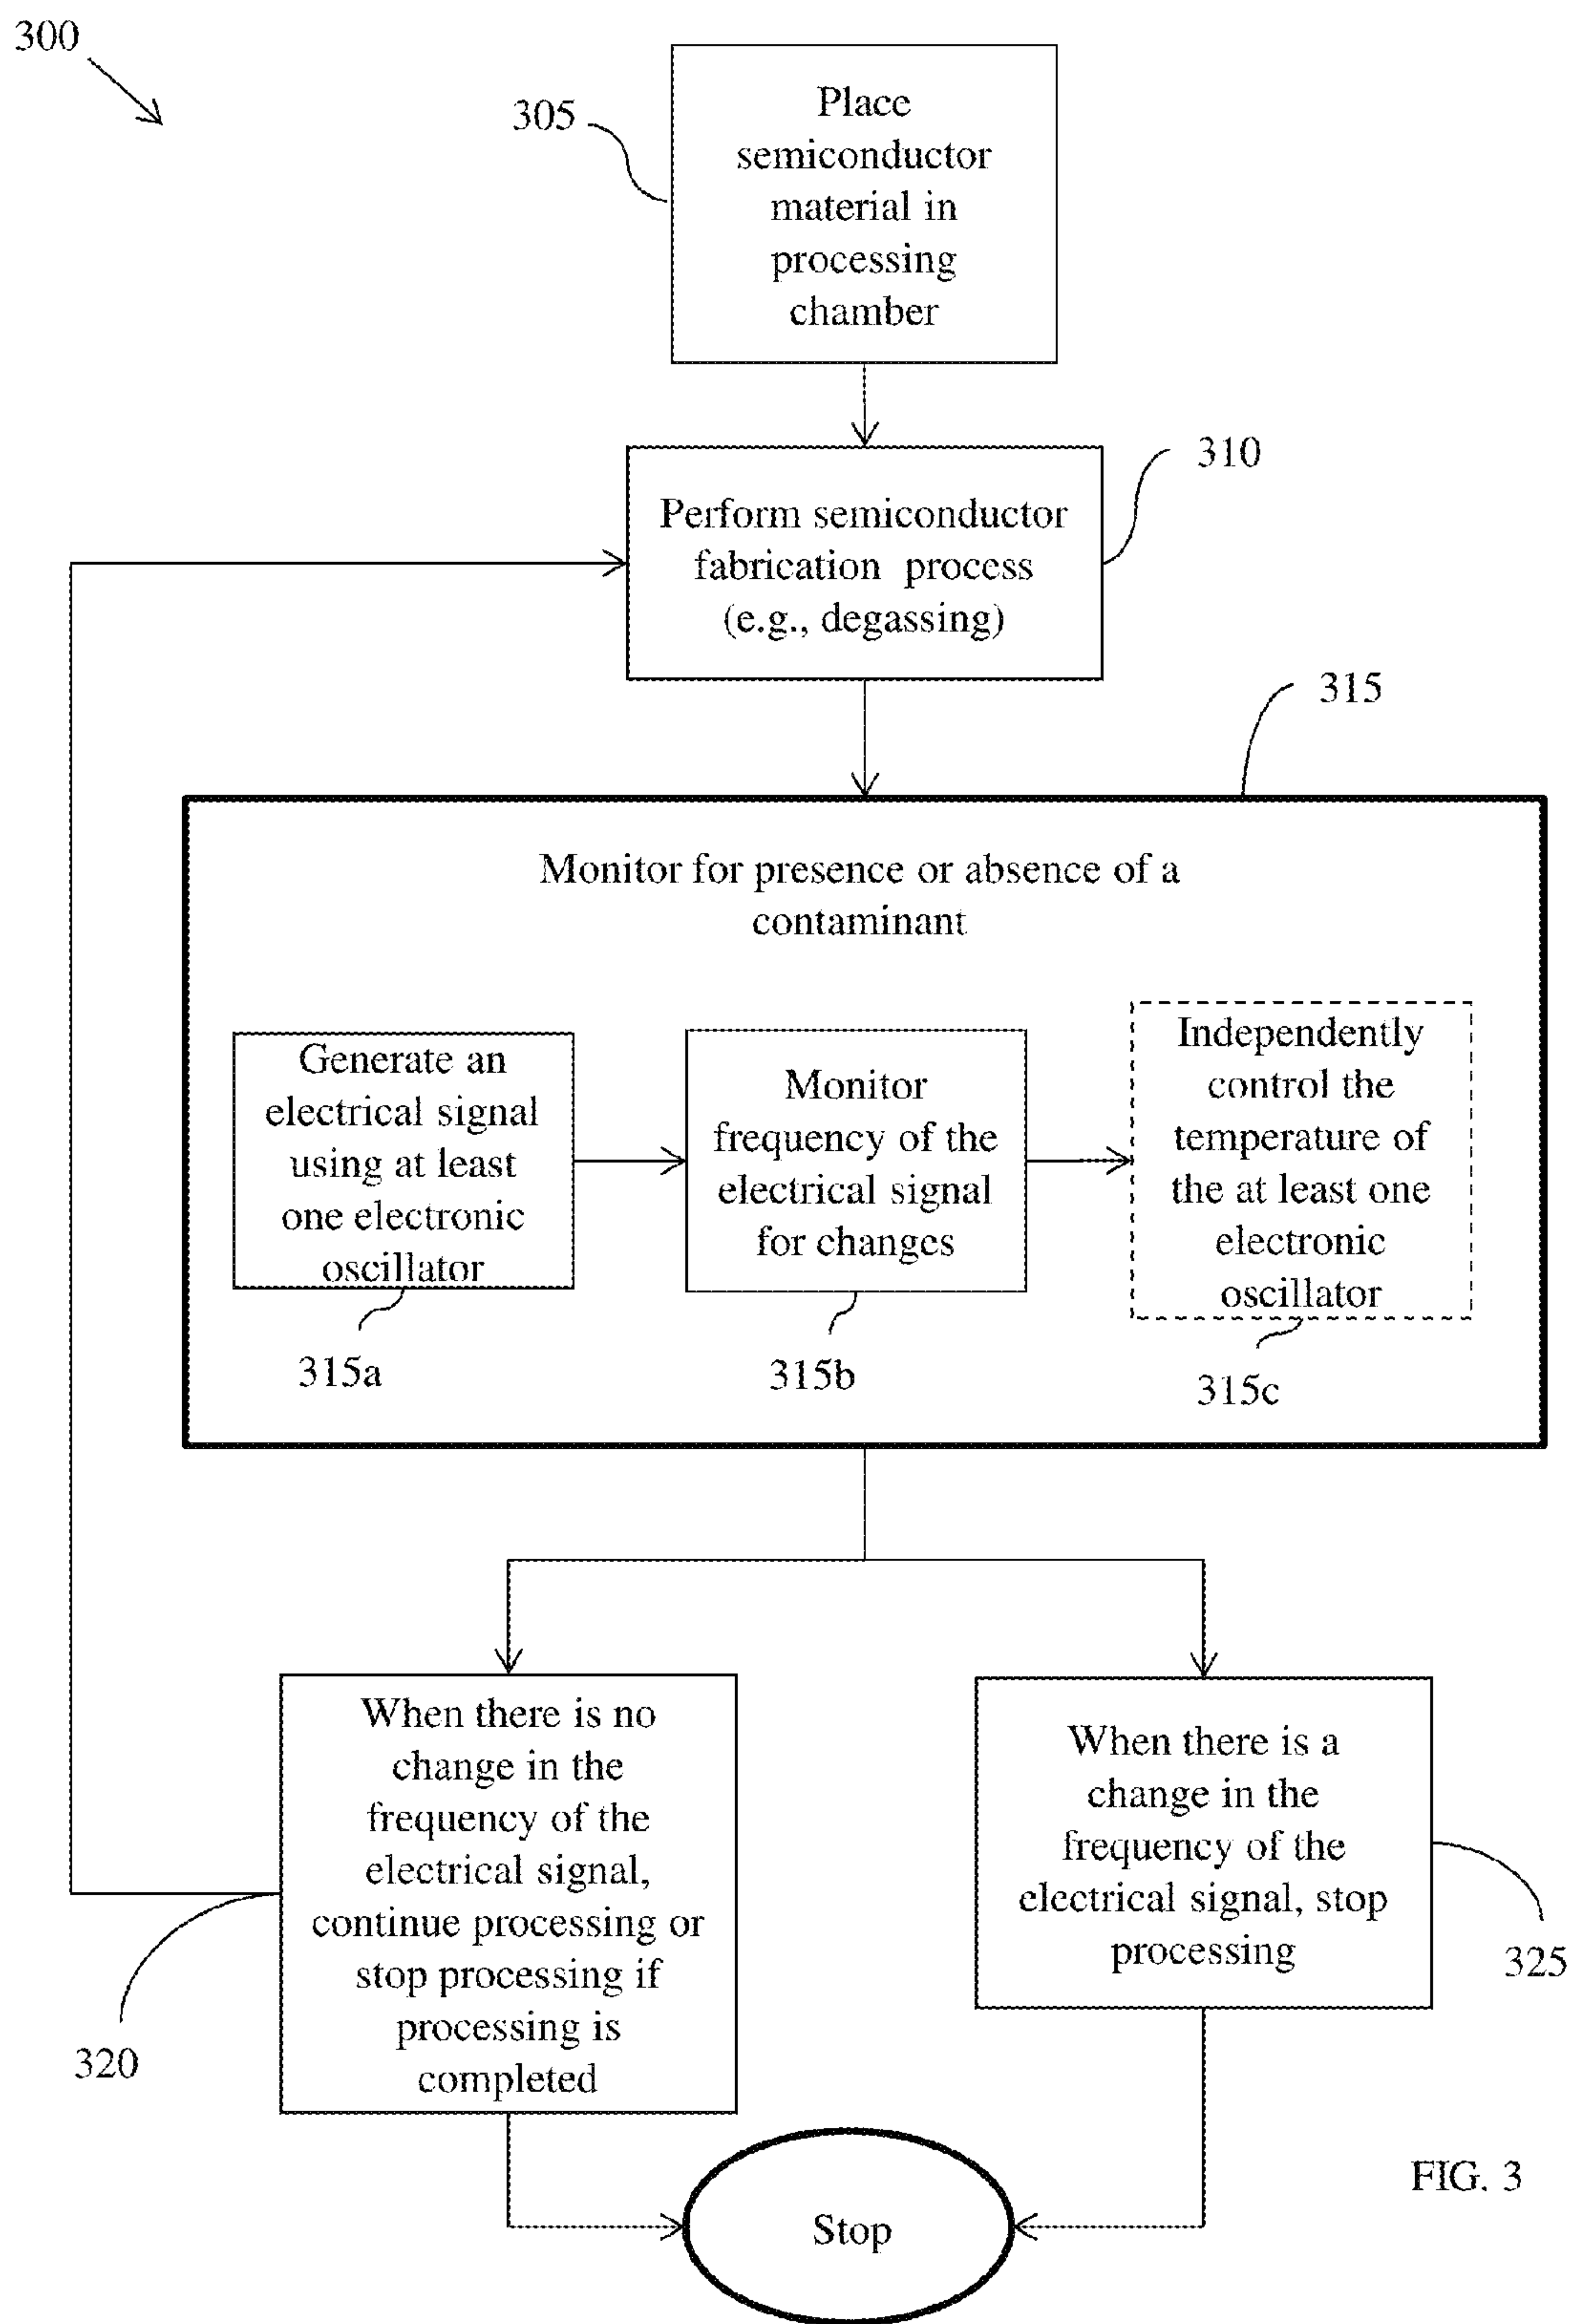 300
305
Place
semiconductor
material in
processing
chamber
310
Perform semiconductor
fabrication process
(e.g., degassing)
315
Monitor for presence or absence of a
contaminant
Generate an
electrical signal
using at least
one electronic
oscillator
315a
Monitor
frequency of the
electrical signal
for changes
315b
Independently
control the
temperature of
the at least one
electronic
oscillator
315c
When there is no
change in the
frequency of the
electrical signal,
continue processing or
stop processing if
processing is
completed
320
When there is a
change in the
frequency of the
electrical signal, stop
processing
325
Stop
FIG. 3